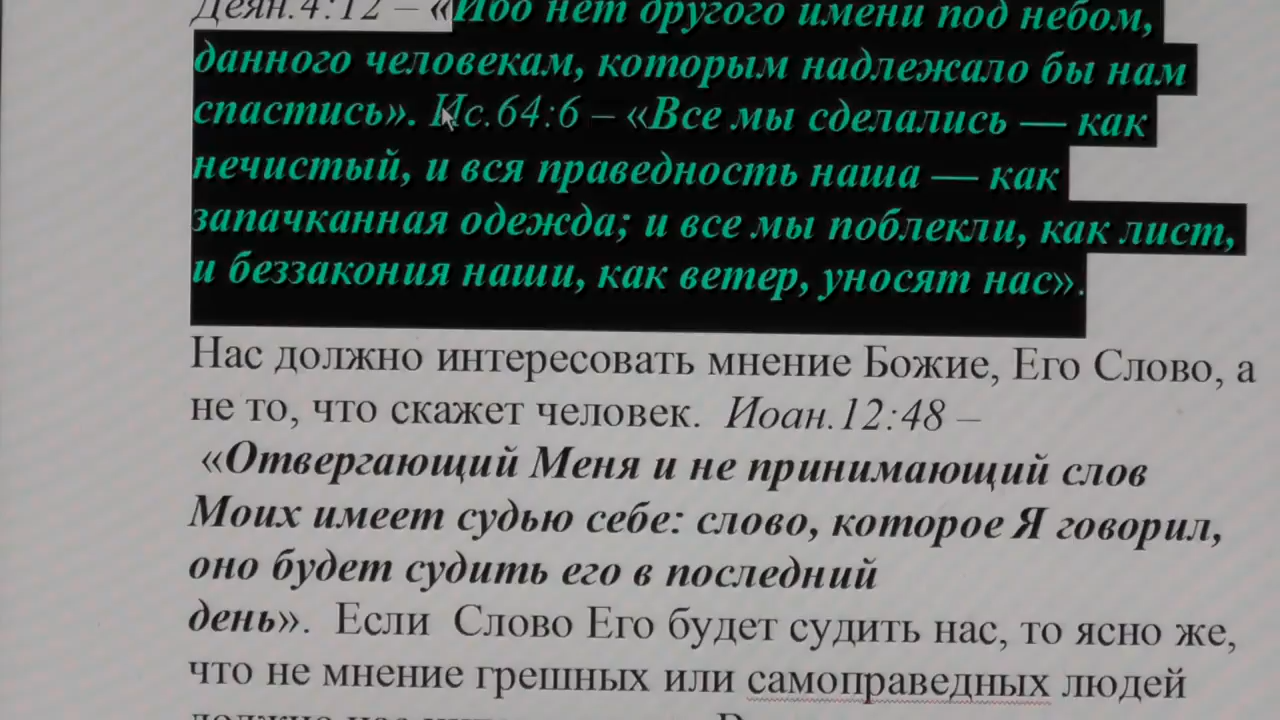 Деян.4:12 – «Ибо нет другого имени под небом,
данного человекам, которым надлежало бы нам
спастись». Ис.64:6 – «Все мы сделались — как
нечистый, и вся праведность наша — как
запачканная одежда; и все мы поблекли, как лист,
и беззакония наши, как ветер, уносят нас».
Нас должно интересовать мнение Божие, Его Слово, а
не то, что скажет человек. Иоан.12:48 –
«Отвергающий Меня и не принимающий слов
Моих имеет судью себе: слово, которое Я говорил,
оно будет судить его в последний
день». Если Слово Его будет судить нас, то ясно же,
что не мнение грешных или самоправедных людей